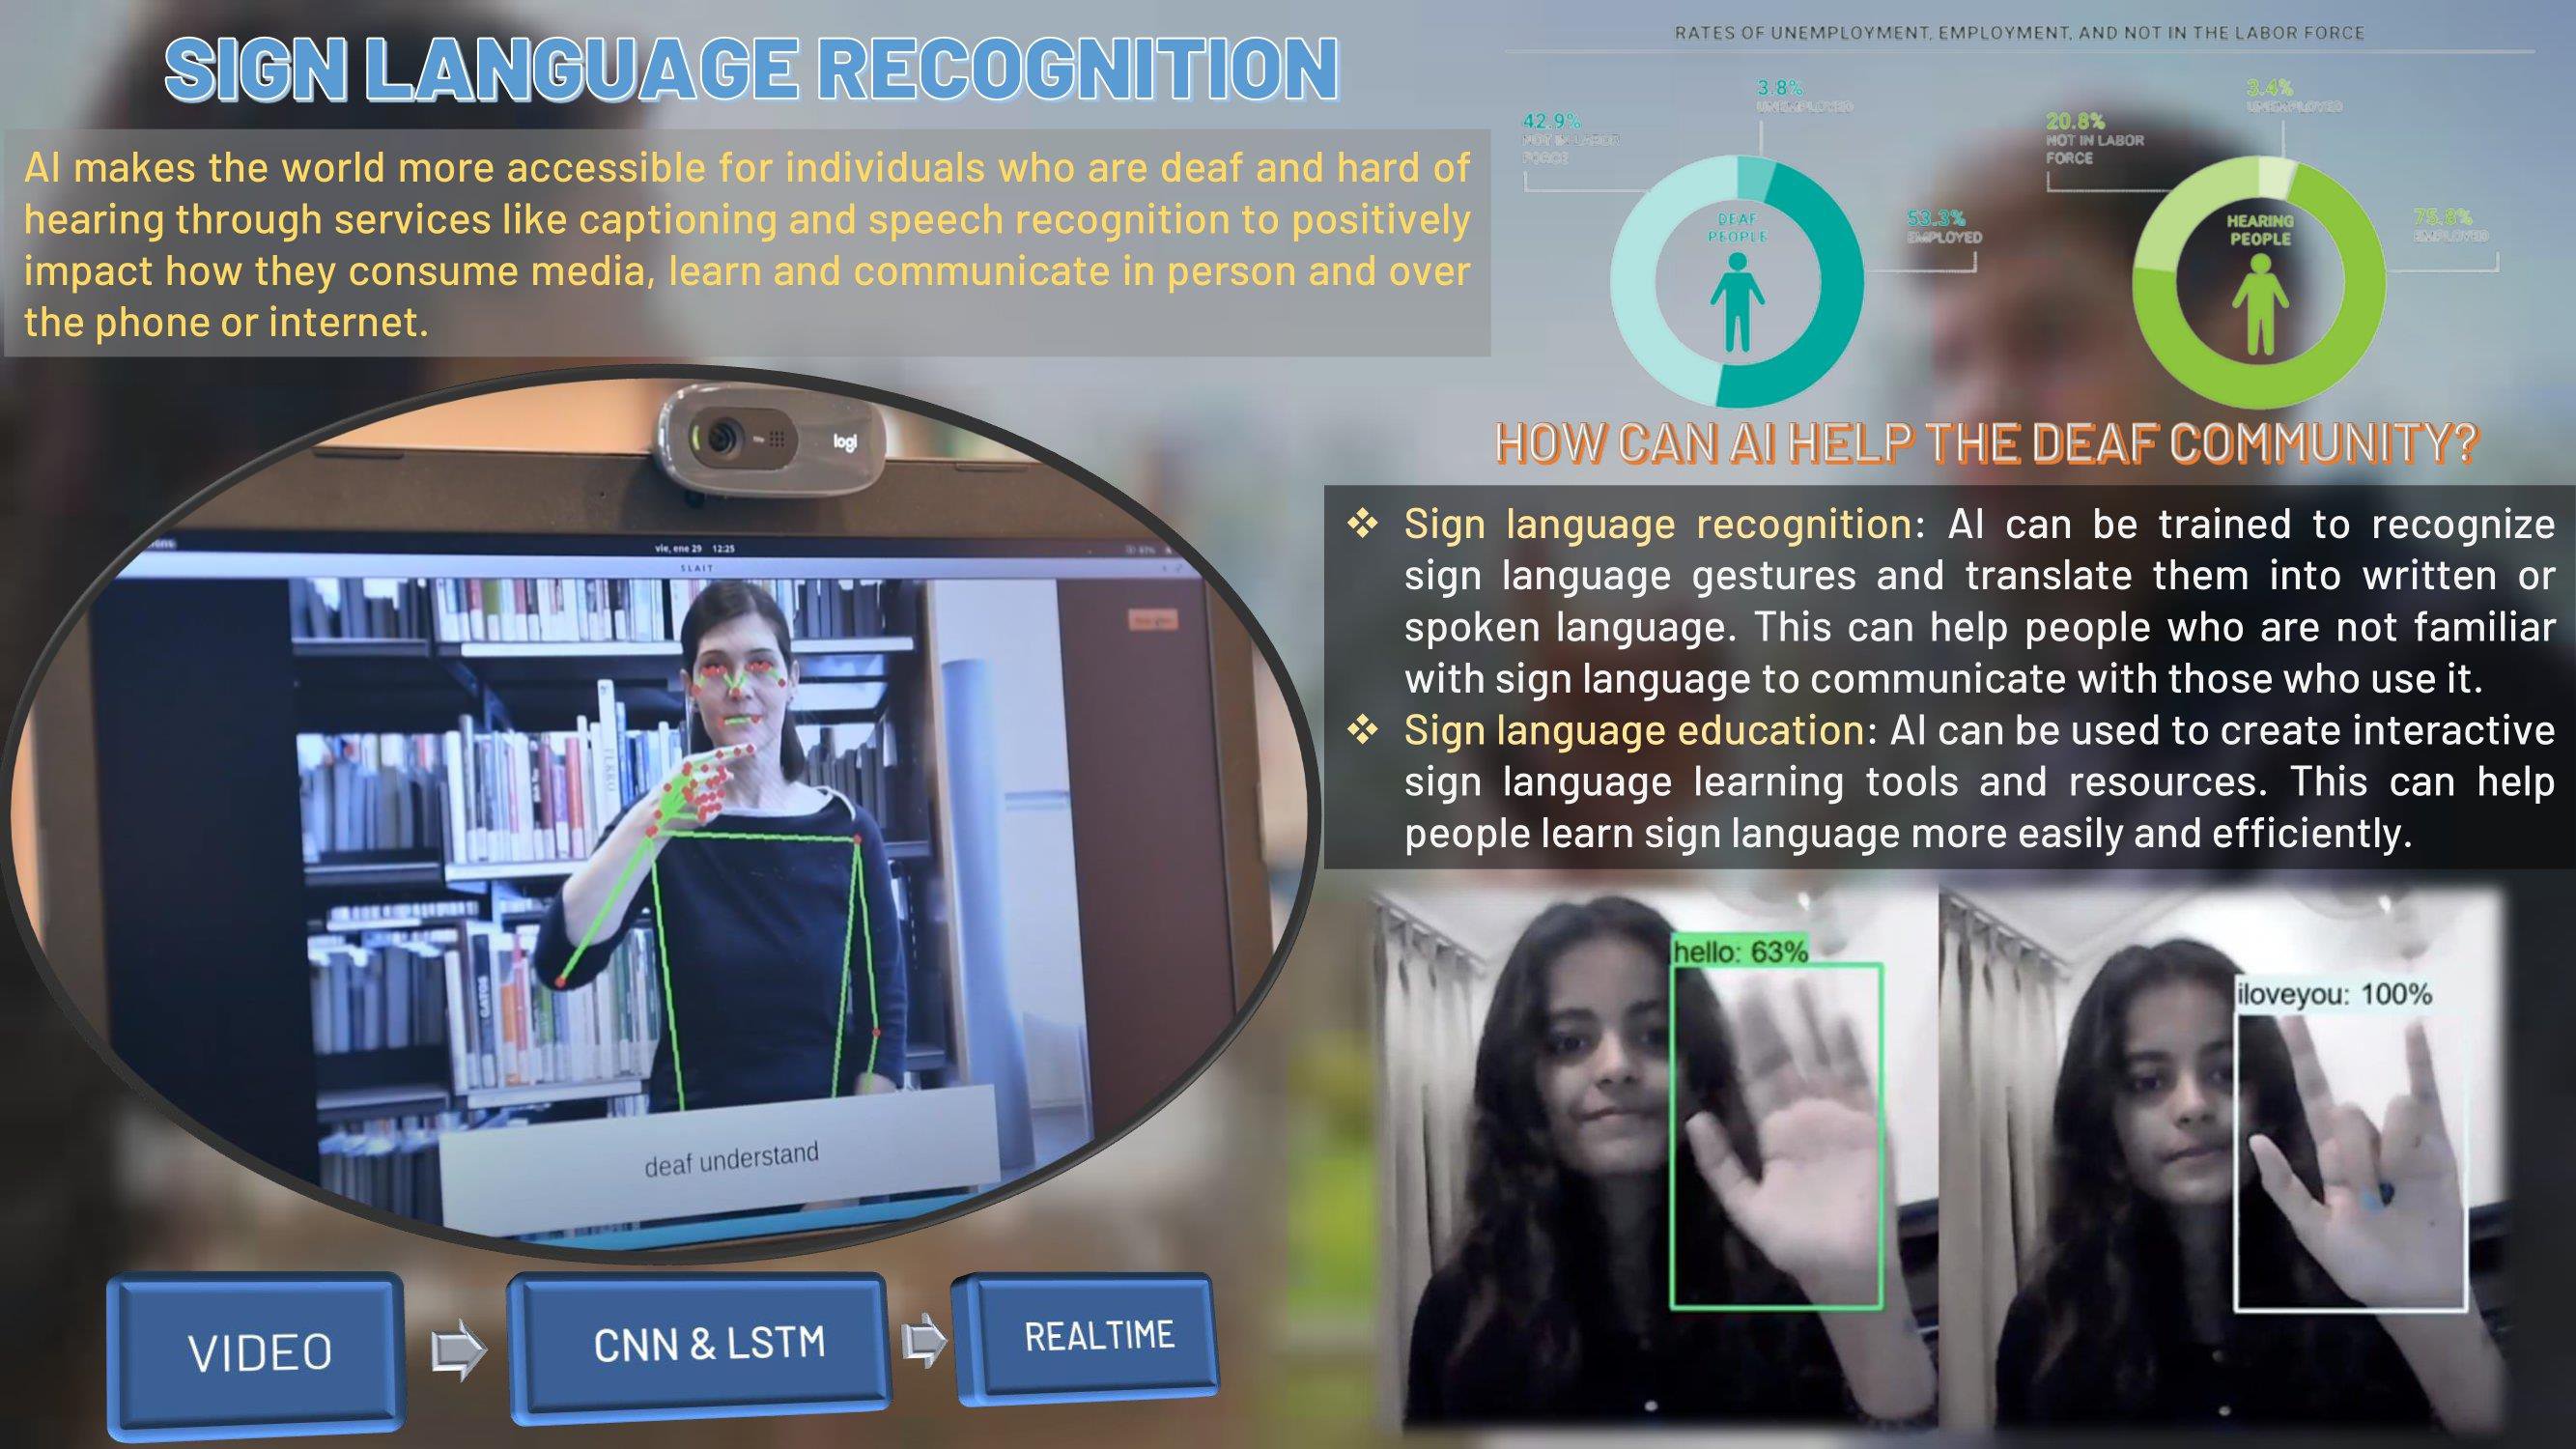 SIGN LANGUAGE RECOGNITION
AI makes the world more accessible for individuals who are deaf and hard of
hearing through services like captioning and speech recognition to positively
impact how they consume media, learn and communicate in person and over
the phone or internet.
RATES OF UNEMPLOYMENT, EMPLOYMENT, AND NOT IN THE LABOR FORCE
3.8%
UNEMPLOYED
42.9%
NOT IN LABOR
FORCE
DEAF
PEOPLE
53.3%
EMPLOYED
3.4%
UNEMPLOYED
20.8%
NOT IN LABOR
FORCE
HEARING
PEOPLE
75.8%
EMPLOYED
HOW CAN AI HELP THE DEAF COMMUNITY?
❖ Sign language recognition: AI can be trained to recognize
sign language gestures and translate them into written or
spoken language. This can help people who are not familiar
with sign language to communicate with those who use it.
❖ Sign language education: AI can be used to create interactive
sign language learning tools and resources. This can help
people learn sign language more easily and efficiently.
logi
vie, ene 29 12:25
SLAIT
deaf understand
hello: 63%
iloveyou: 100%
VIDEO
CNN & LSTM
REALTIME